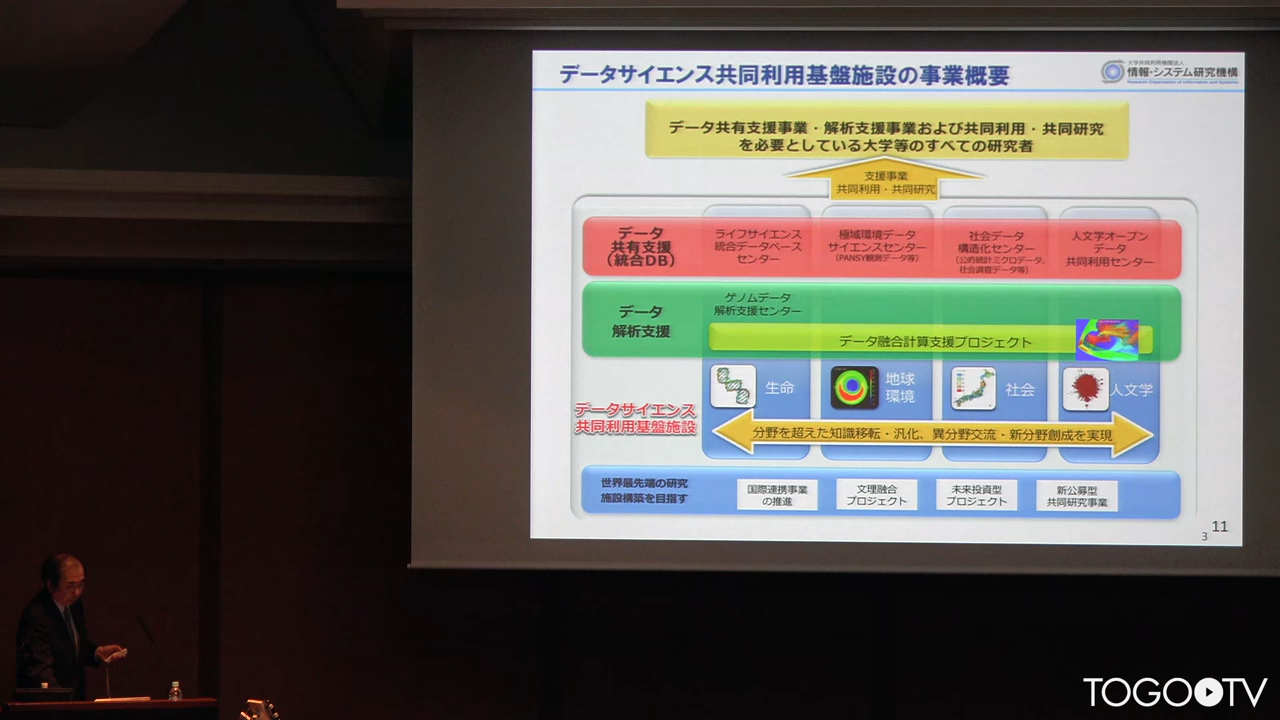 データサイエンス共同利用基盤施設の事業概要
大学共同利用機関法人
情報・システム研究機構
Research Organization of Information and Systems
データ共有支援事業・解析支援事業および共同利用・共同研究
を必要としている大学等のすべての研究者
支援事業
共同利用・共同研究
データ
共有支援
(統合DB)
ライフサイエンス
統合データベース
センター
極域環境データ
サイエンスセンター
(PANSY観測データ等)
社会データ
構造化センター
(公的統計ミクロデータ、
社会調査データ等)
人文学オープン
データ
共同利用センター
データ
解析支援
ゲノムデータ
解析支援センター
データ融合計算支援プロジェクト
生命
地球
環境
社会
人文学
データサイエンス
共同利用基盤施設
分野を超えた知識移転・汎化、異分野交流・新分野創成を実現
世界最先端の研究
施設構築を目指す
国際連携事業
の推進
文理融合
プロジェクト
未来投資型
プロジェクト
新公募型
共同研究事業
3
11
TOGO TV